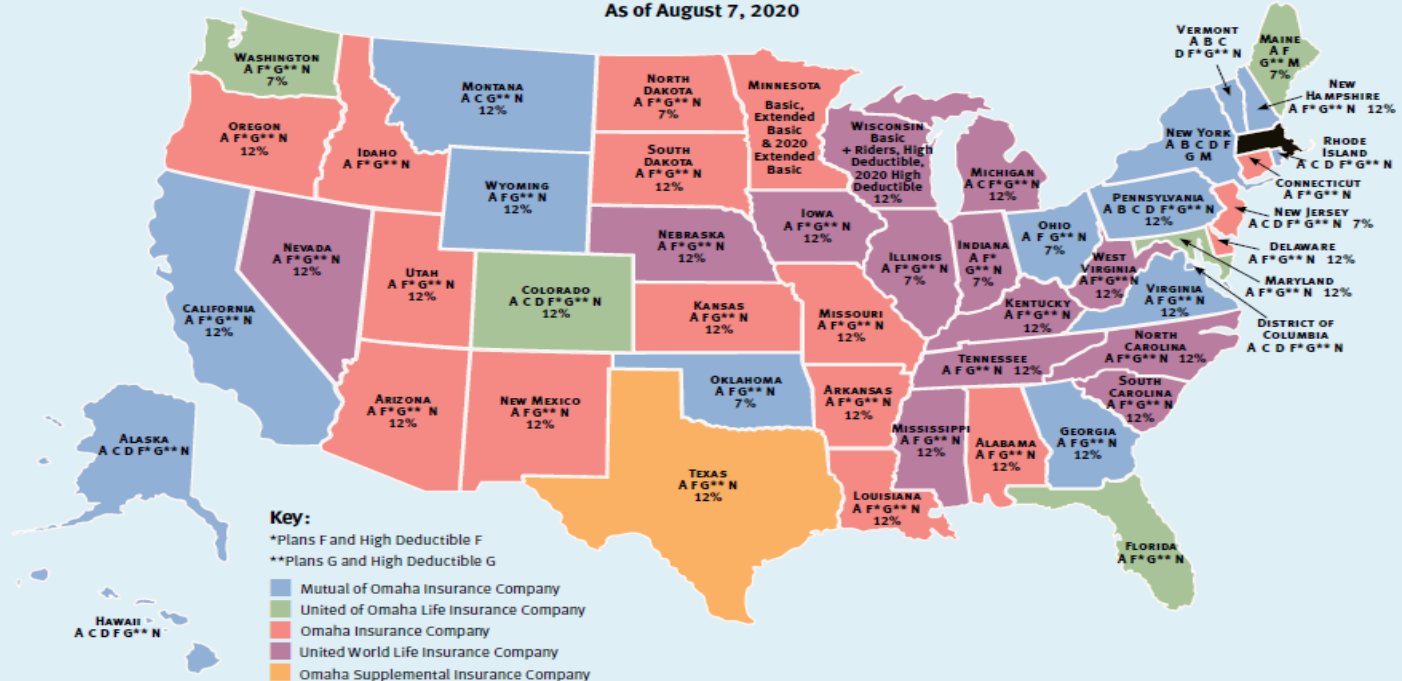 As of August 7, 2020
WASHINGTON
A F* G** N
7%
OREGON
A F* G** N
12%
CALIFORNIA
A F* G** N
12%
NEVADA
A F* G** N
12%
IDAHO
A F* G** N
MONTANA
A C G** N
12%
WYOMING
A F G** N
12%
UTAH
A F* G** N
12%
ARIZONA
A F* G** N
12%
COLORADO
A C D F* G** N
12%
NEW MEXICO
A F G** N
12%
NORTH
DAKOTA
A F* G** N
7%
SOUTH
DAKOTA
A F* G** N
12%
NEBRASKA
A F* G** N
12%
KANSAS
A F* G** N
12%
OKLAHOMA
A F G** N
7%
TEXAS
A F G** N
12%
MINNESOTA
Basic,
Extended
Basic
& 2020
Extended
Basic
IOWA
A F* G** N
12%
MISSOURI
A F* G** N
12%
ARKANSAS
A F* G** N
12%
LOUISIANA
A F* G** N
12%
WISCONSIN
Basic
+ Riders, High
Deductible,
2020 High
Deductible
12%
ILLINOIS
A F* G** N
7%
MICHIGAN
A C F* G** N
12%
INDIANA
A F*
G** N
7%
OHIO
A F G** N
7%
KENTUCKY
A F* G** N
12%
TENNESSEE
A F G** N 12%
MISSISSIPPI
A F G** N
12%
ALABAMA
A F G** N
12%
GEORGIA
A F G** N
12%
FLORIDA
A F* G** N
SOUTH
CAROLINA
A F* G** N
12%
NORTH
CAROLINA
A F* G** N 12%
VIRGINIA
A F G** N
12%
WEST
VIRGINIA
A F* G** N
12%
PENNSYLVANIA
A B C D F* G** N
12%
NEW YORK
A B C D F
G M
VERMONT
A B C
D F* G** N
MAINE
A F
G** M
7%
NEW
HAMPSHIRE
A F* G** N 12%
RHODE
ISLAND
A C D F* G** N
CONNECTICUT
A F* G** N
NEW JERSEY
A C D F* G** N 7%
DELAWARE
A F* G** N 12%
MARYLAND
A F* G** N 12%
DISTRICT OF
COLUMBIA
A C D F* G** N
ALASKA
A C D F* G** N
HAWAII
A C D F G** N
Key:
*Plans F and High Deductible F
**Plans G and High Deductible G
Mutual of Omaha Insurance Company
United of Omaha Life Insurance Company
Omaha Insurance Company
United World Life Insurance Company
Omaha Supplemental Insurance Company